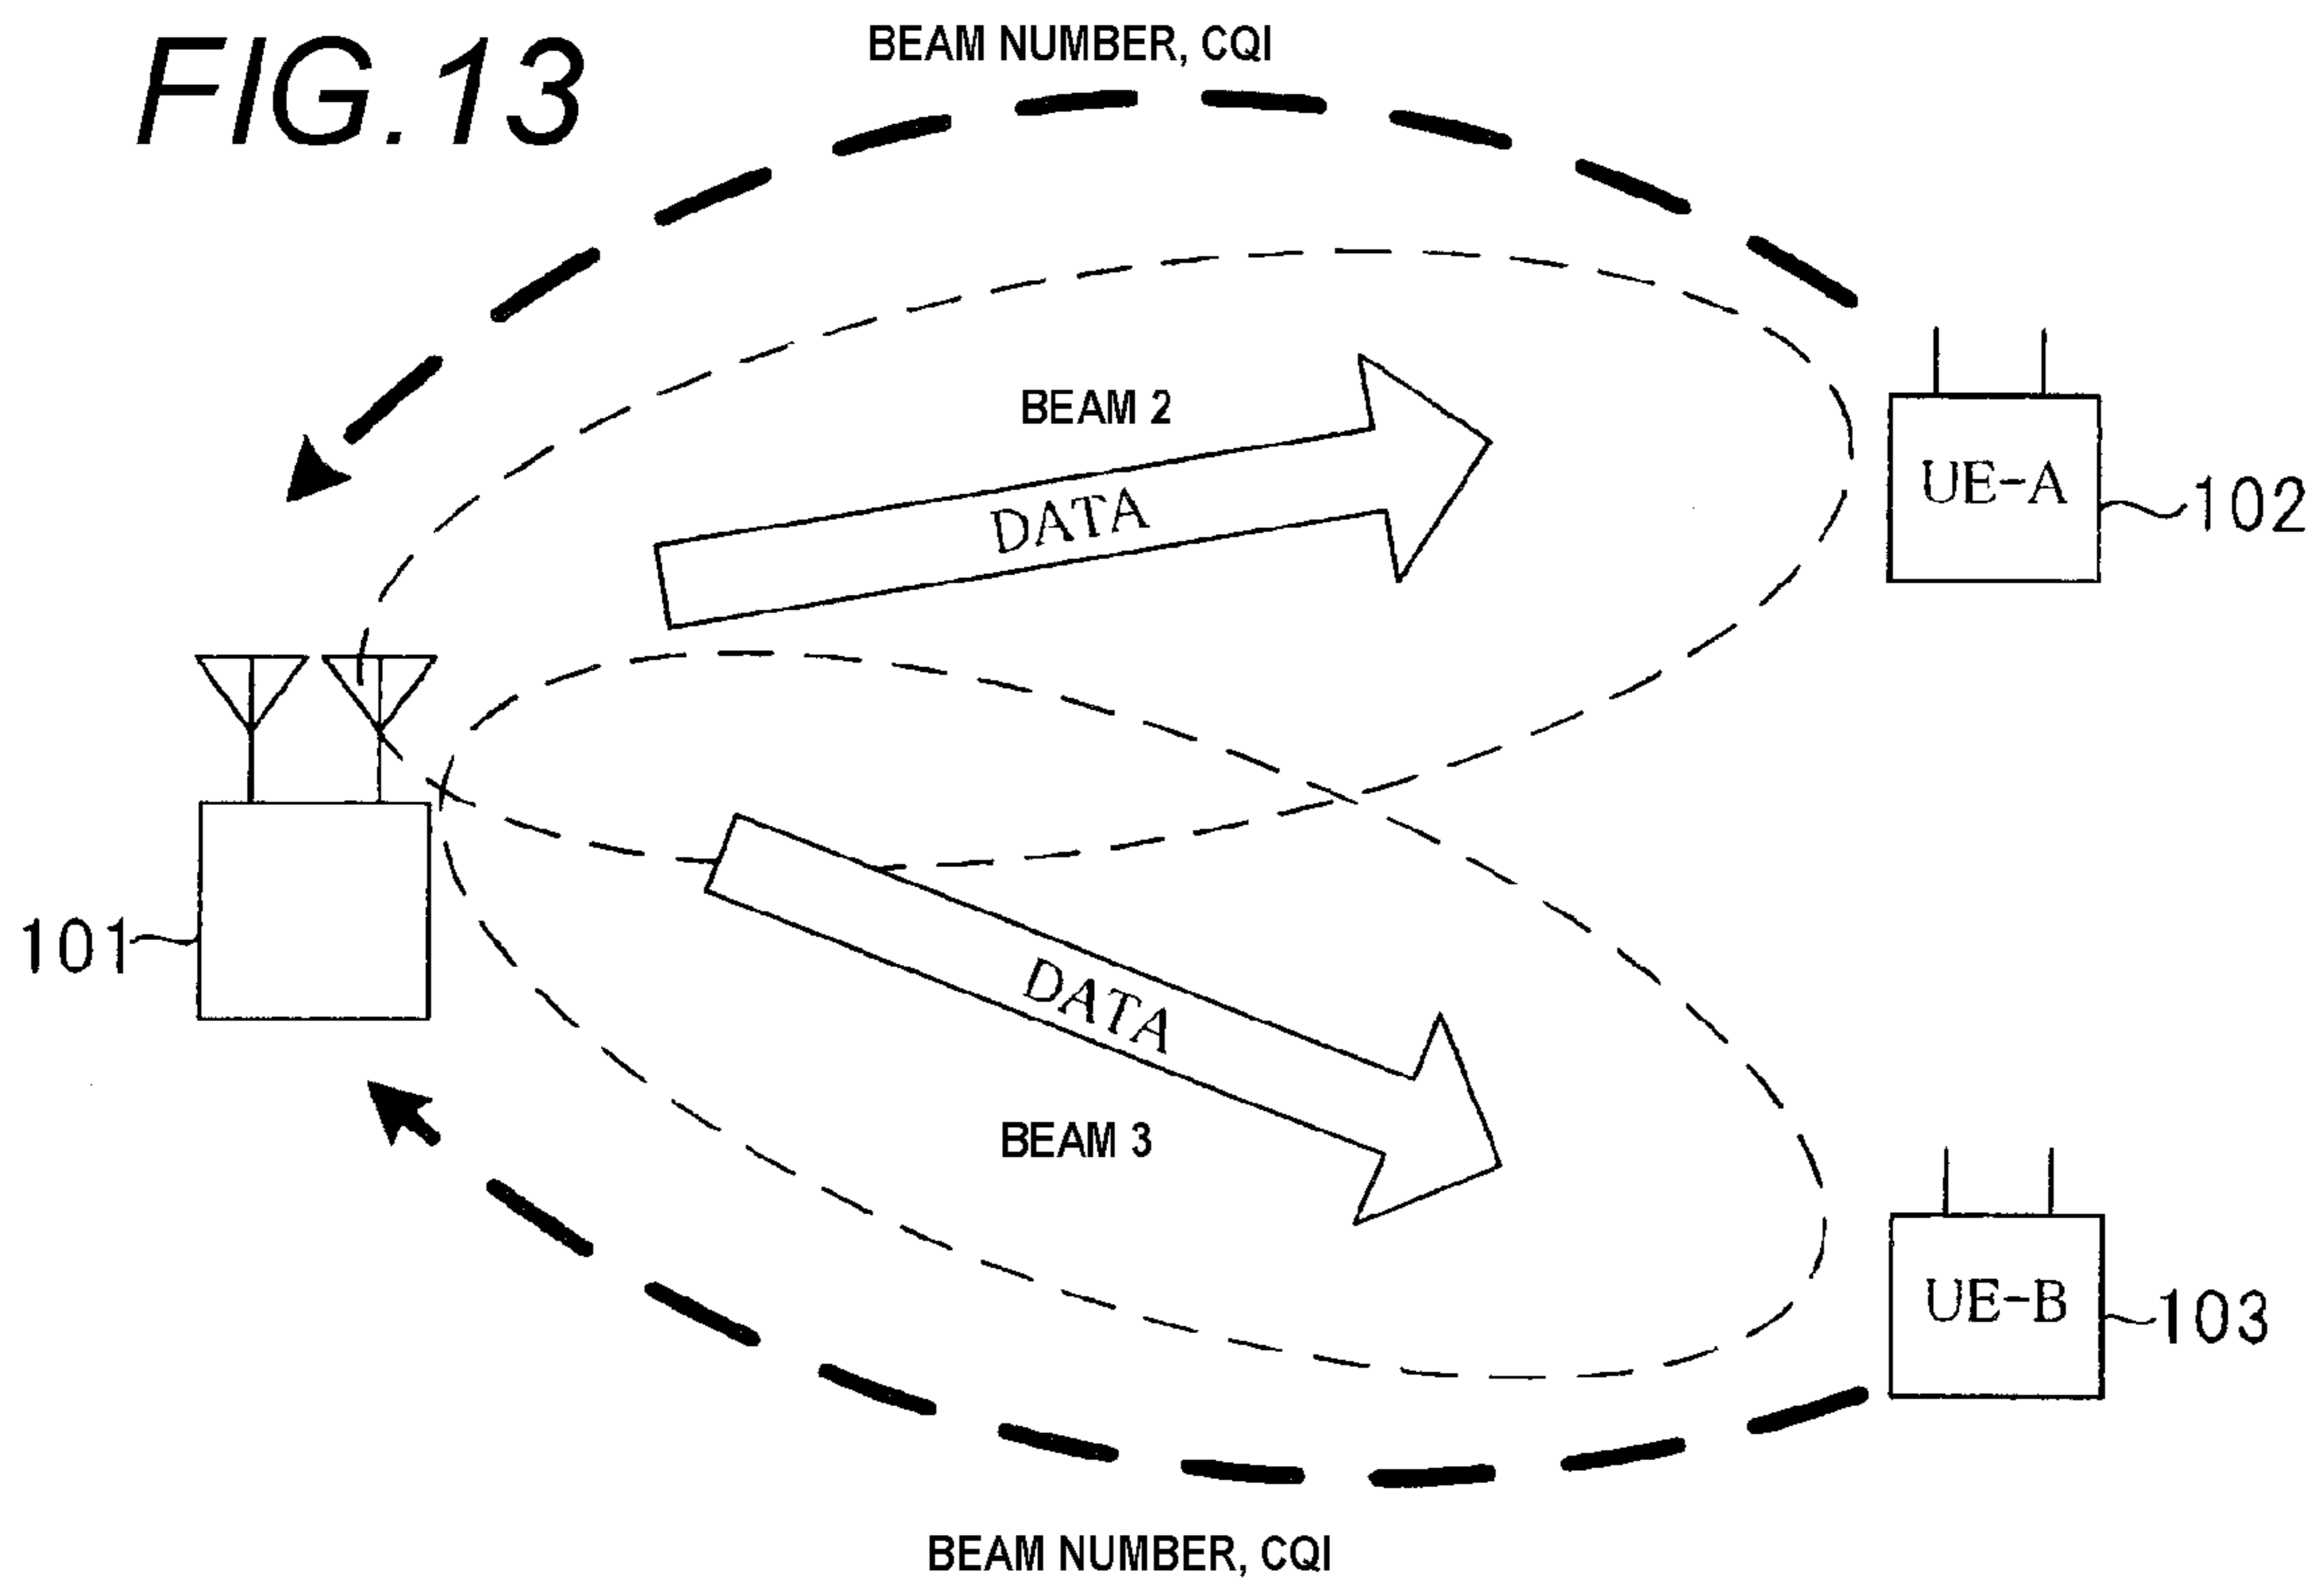 FIG.13
BEAM NUMBER, CQI
BEAM 2
DATA
UE-A
102
101
DATA
BEAM 3
UE-B
103
BEAM NUMBER, CQI